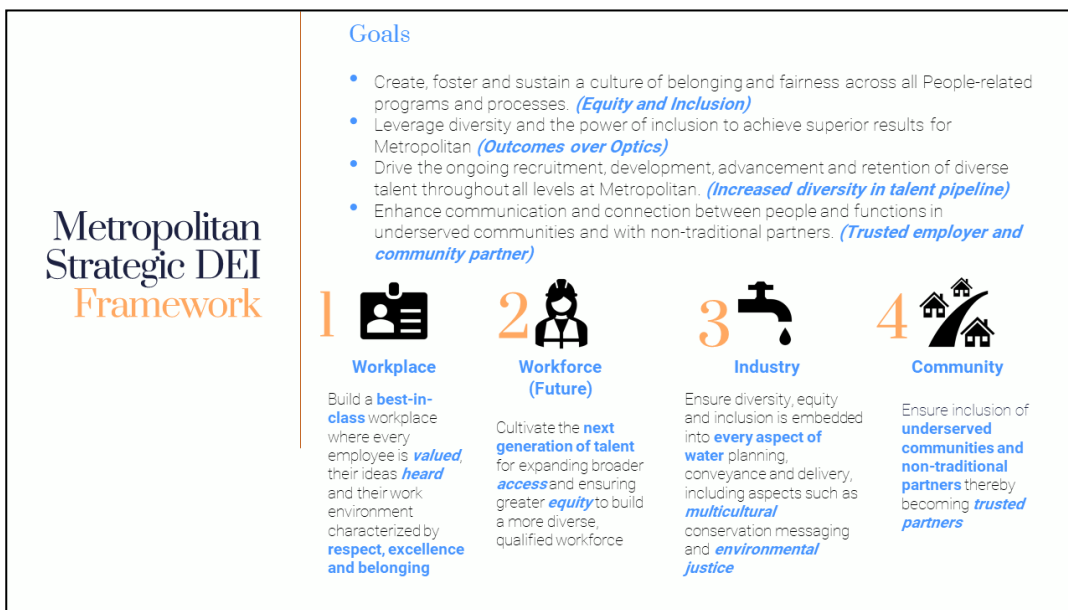 Metropolitan
Strategic DEI
Framework
Goals
• Create, foster and sustain a culture of belonging and fairness across all People-related
programs and processes. (Equity and Inclusion)
• Leverage diversity and the power of inclusion to achieve superior results for
Metropolitan (Outcomes over Optics)
• Drive the ongoing recruitment, development, advancement and retention of diverse
talent throughout all levels at Metropolitan. (Increased diversity in talent pipeline)
• Enhance communication and connection between people and functions in
underserved communities and with non-traditional partners. (Trusted employer and
community partner)
1
Workplace
Build a best-in-
class workplace
where every
employee is valued,
their ideas heard
and their work
environment
characterized by
respect, excellence
and belonging
2
Workforce
(Future)
Cultivate the next
generation of talent
for expanding broader
access and ensuring
greater equity to build
a more diverse,
qualified workforce
3
Industry
Ensure diversity, equity
and inclusion is embedded
into every aspect of
water planning,
conveyance and delivery,
including aspects such as
multicultural
conservation messaging
and environmental
justice
4
Community
Ensure inclusion of
underserved
communities and
non-traditional
partners thereby
becoming trusted
partners